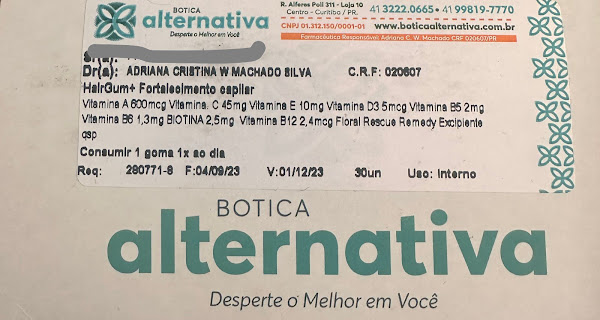 BOTICA
alternativa
Desperte o Melhor em Você
R. Alferes Poli 311 - Loja 10
Centro - Curitiba / PR.
41 3222.0665 • 41 99819-7770
CNPJ 01.312.150/0001-01
www.boticaalternativa.com.br
Farmacêutica Responsável: Adriana C. W. Machado CRF 020607/PR
Dr(a): ADRIANA CRISTINA W MACHADO SILVA C.R.F: 020607
HairGum+ Fortalecimento capilar
Vitamina A 600mcg Vitamina. C 45mg Vitamina E 10mg Vitamina D3 5mcg Vitamina B5 2mg
Vitamina B6 1,3mg BIOTINA 2,5mg Vitamina B12 2,4mcg Floral Rescue Remedy Excipiente
qsp
Consumir 1 goma 1x ao dia
Req: 280771-8 F:04/09/23 V:01/12/23 30un Uso: Interno
BOTICA
alternativa
Desperte o Melhor em Você